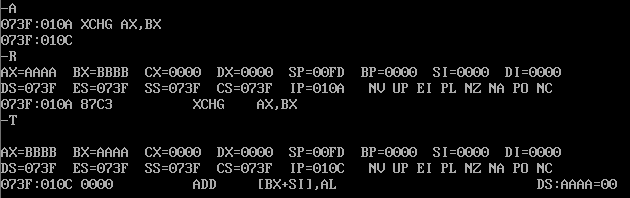 -A
073F:010A XCHG AX,BX
073F:010C
-R
AX=AAAA  BX=BBBB  CX=0000  DX=0000  SP=00FD  BP=0000  SI=0000  DI=0000
DS=073F  ES=073F  SS=073F  CS=073F  IP=010A   NV UP EI PL NZ NA PO NC
073F:010A 87C3          XCHG    AX,BX
-T
AX=BBBB  BX=AAAA  CX=0000  DX=0000  SP=00FD  BP=0000  SI=0000  DI=0000
DS=073F  ES=073F  SS=073F  CS=073F  IP=010C   NV UP EI PL NZ NA PO NC
073F:010C 0000          ADD     [BX+SI],AL                         DS:AAAA=00